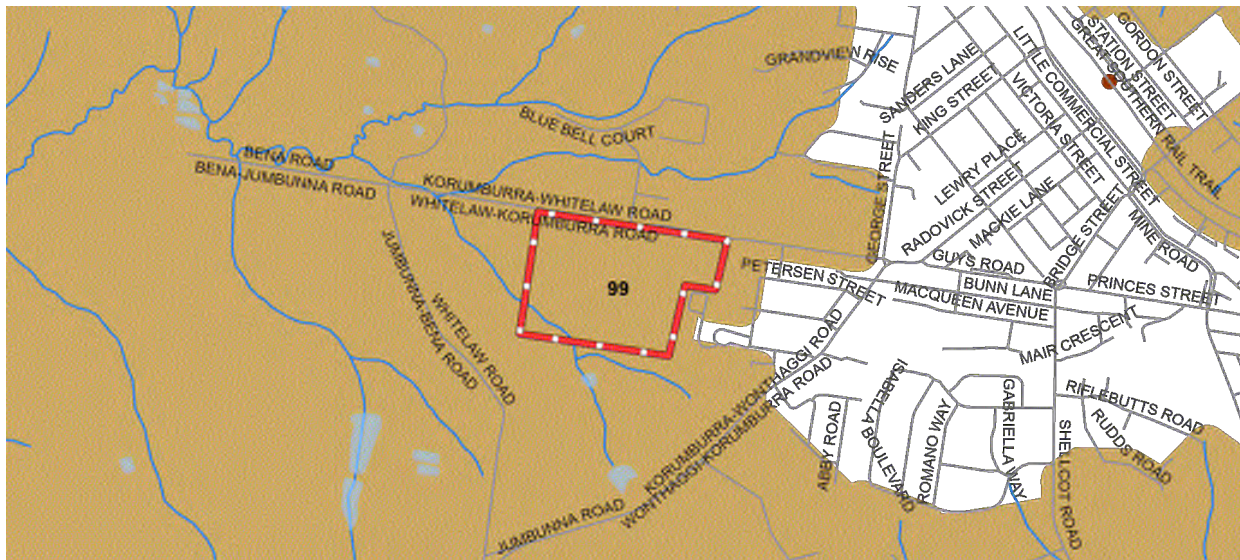 GORDON STREET
STATION STREET
GREAT SOUTHERN RAIL TRAIL
LITTLE COMMERCIAL STREET
GRANDVIEW RISE
SANDERS LANE
KING STREET
VICTORIA STREET
BLUE BELL COURT
LEWRY PLACE
BENA ROAD
BENA-JUMBUNNA ROAD
KORUMBURRA-WHITELAW ROAD
WHITELAW-KORUMBURRA ROAD
GEORGE STREET
RADOVICK STREET
MACKIE LANE
BRIDGE STREET
MINE ROAD
GUYS ROAD
PETERSEN STREET
BUNN LANE
PRINCES STREET
MACQUEEN AVENUE
99
JUMBUNNA-BENA ROAD
WHITELAW ROAD
MAIR CRESCENT
KORUMBURRA-WONTHAGGI ROAD
WONTHAGGI-KORUMBURRA ROAD
ISABELLA BOULEVARD
ABBY ROAD
ROMANO WAY
GABRIELLA WAY
RIFLEBUTTS ROAD
RUDDS ROAD
SHELLCOT ROAD
JUMBUNNA ROAD